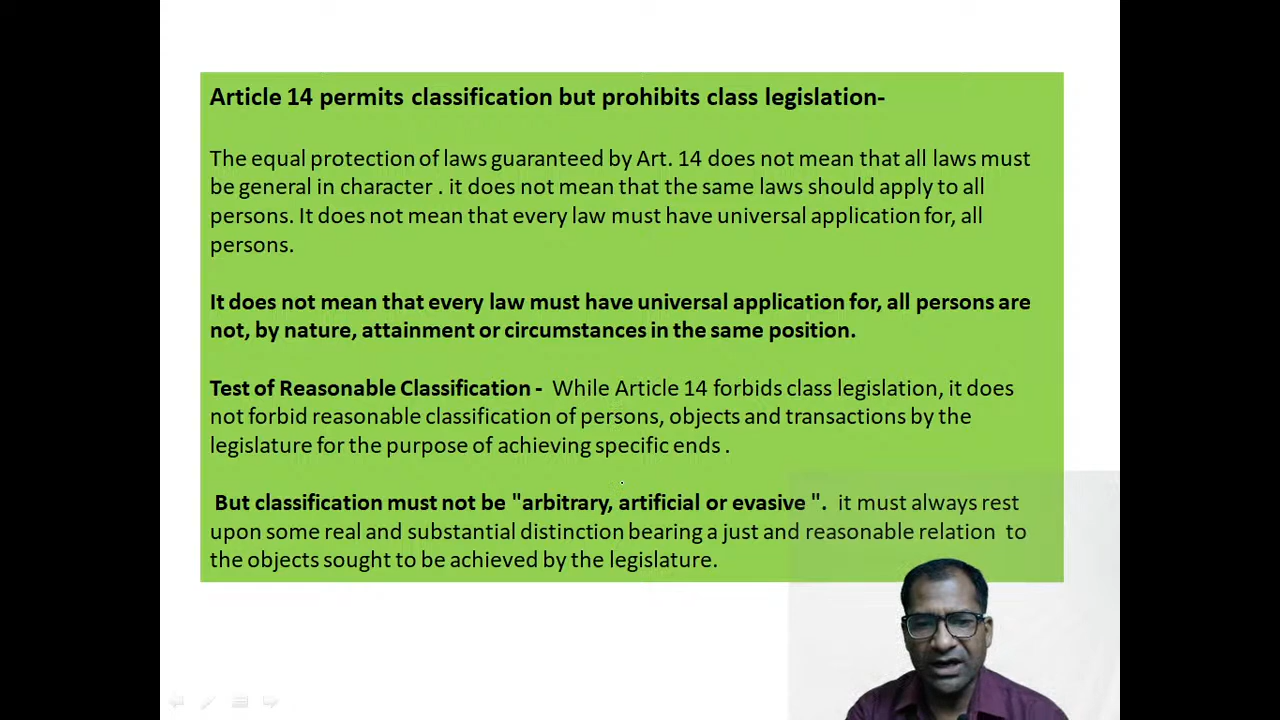 Article 14 permits classification but prohibits class legislation-
The equal protection of laws guaranteed by Art. 14 does not mean that all laws must
be general in character . it does not mean that the same laws should apply to all
persons. It does not mean that every law must have universal application for, all
persons.
It does not mean that every law must have universal application for, all persons are
not, by nature, attainment or circumstances in the same position.
Test of Reasonable Classification - While Article 14 forbids class legislation, it does
not forbid reasonable classification of persons, objects and transactions by the
legislature for the purpose of achieving specific ends .
But classification must not be "arbitrary, artificial or evasive ". it must always rest
upon some real and substantial distinction bearing a just and reasonable relation to
the objects sought to be achieved by the legislature.